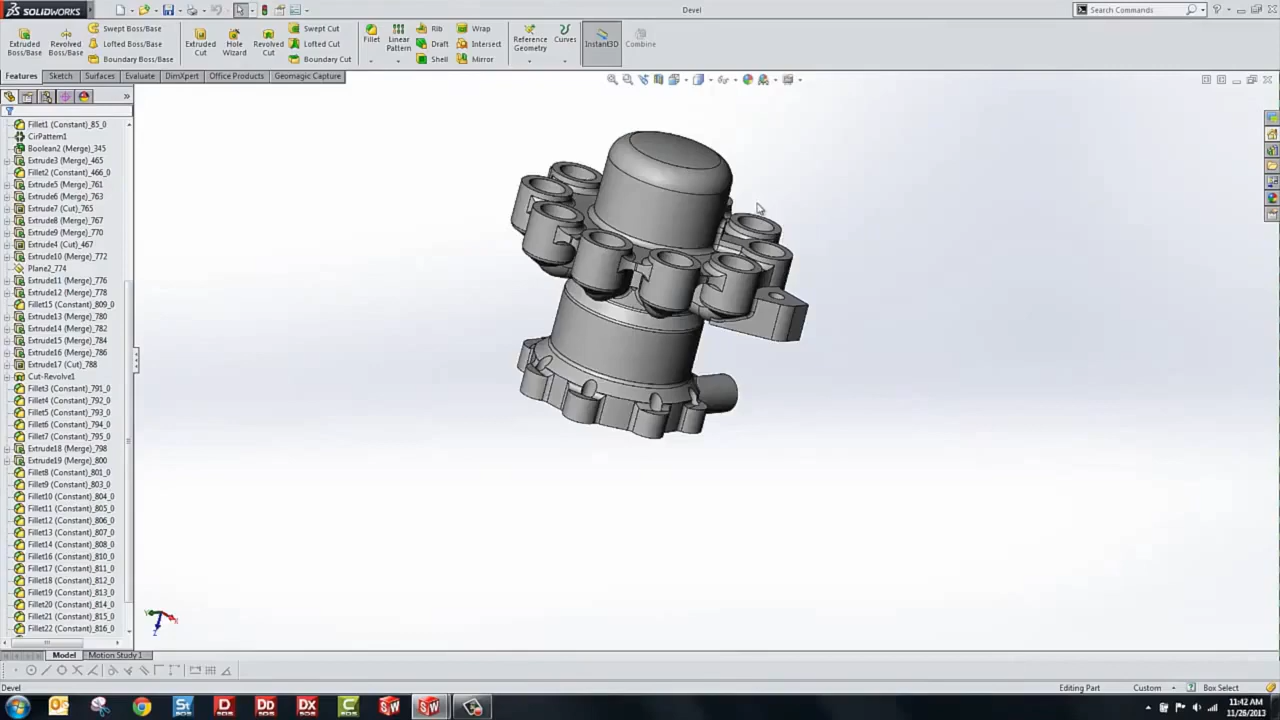 SOLIDWORKS
Devel
Search Commands
Extruded Boss/Base
Revolved Boss/Base
Swept Boss/Base
Lofted Boss/Base
Boundary Boss/Base
Extruded Cut
Hole Wizard
Revolved Cut
Swept Cut
Lofted Cut
Boundary Cut
Fillet
Linear Pattern
Rib
Draft
Shell
Wrap
Intersect
Mirror
Reference Geometry
Curves
Instant3D
Combine
Features
Sketch
Surfaces
Evaluate
DimXpert
Office Products
Geomagic Capture
Fillet1 (Constant)_85_0
CirPattern1
Boolean2 (Merge)_345
Extrude3 (Merge)_465
Fillet2 (Constant)_466_0
Extrude5 (Merge)_761
Extrude6 (Merge)_763
Extrude7 (Cut)_765
Extrude8 (Merge)_767
Extrude9 (Merge)_770
Extrude4 (Cut)_467
Extrude10 (Merge)_772
Plane2_774
Extrude11 (Merge)_776
Extrude12 (Merge)_778
Fillet15 (Constant)_809_0
Extrude13 (Merge)_780
Extrude14 (Merge)_782
Extrude15 (Merge)_784
Extrude16 (Merge)_786
Extrude17 (Cut)_788
Cut-Revolve1
Fillet3 (Constant)_791_0
Fillet4 (Constant)_792_0
Fillet5 (Constant)_793_0
Fillet6 (Constant)_794_0
Fillet7 (Constant)_795_0
Extrude18 (Merge)_798
Extrude19 (Merge)_800
Fillet8 (Constant)_801_0
Fillet9 (Constant)_803_0
Fillet10 (Constant)_804_0
Fillet11 (Constant)_805_0
Fillet12 (Constant)_806_0
Fillet13 (Constant)_807_0
Fillet14 (Constant)_808_0
Fillet16 (Constant)_810_0
Fillet17 (Constant)_811_0
Fillet18 (Constant)_812_0
Fillet19 (Constant)_813_0
Fillet20 (Constant)_814_0
Fillet21 (Constant)_815_0
Fillet22 (Constant)_816_0
Y
X
Z
Model
Motion Study 1
Devel
Editing Part
Custom
Box Select
St
D
DD
DX
C
SW
SW
11:42 AM
11/26/2013